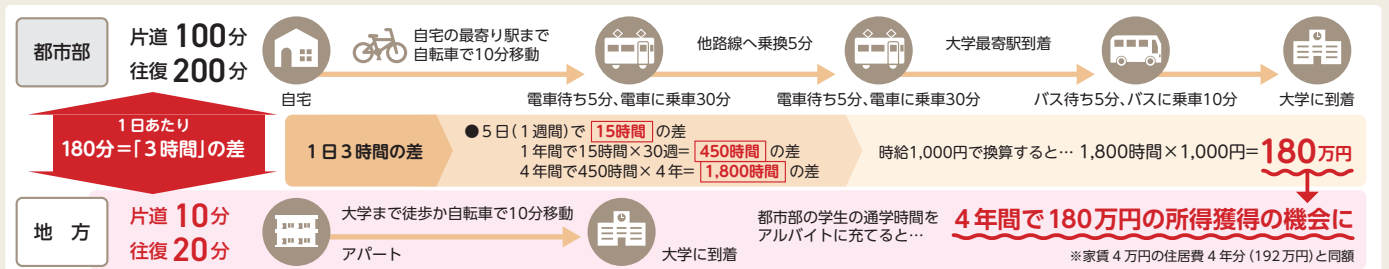 都市部
片道 100分
往復 200分
自宅の最寄り駅まで
自転車で10分移動
他路線へ乗換5分
大学最寄駅到着
自宅
電車待ち5分、電車に乗車30分
電車待ち5分、電車に乗車30分
バス待ち5分、バスに乗車10分
大学に到着
1日あたり
180分=「3時間」の差
1日3時間の差
●5日(1週間)で 15時間 の差
1年間で15時間×30週= 450時間 の差
4年間で450時間×4年= 1,800時間 の差
時給1,000円で換算すると… 1,800時間×1,000円=180万円
地 方
片道 10分
往復 20分
大学まで徒歩か自転車で10分移動
アパート
大学に到着
都市部の学生の通学時間を
アルバイトに充てると…
4年間で180万円の所得獲得の機会に
※家賃4万円の住居費4年分(192万円)と同額